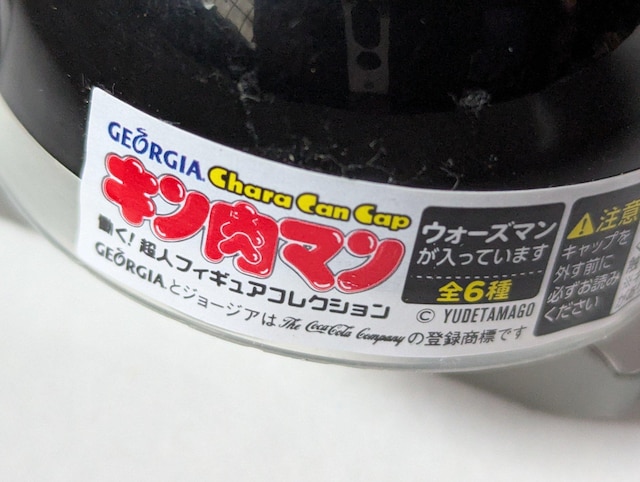 GEORGIA. Chara Can Cap
キン肉マン
働く!超人フィギュアコレクション
GEORGIA.とジョージアは The Coca-Cola Company の登録商標です
ウォーズマン
が入っています
全6種
© YUDETAMAGO
⚠注意
キャップを
外す前に
必ずお読み
ください